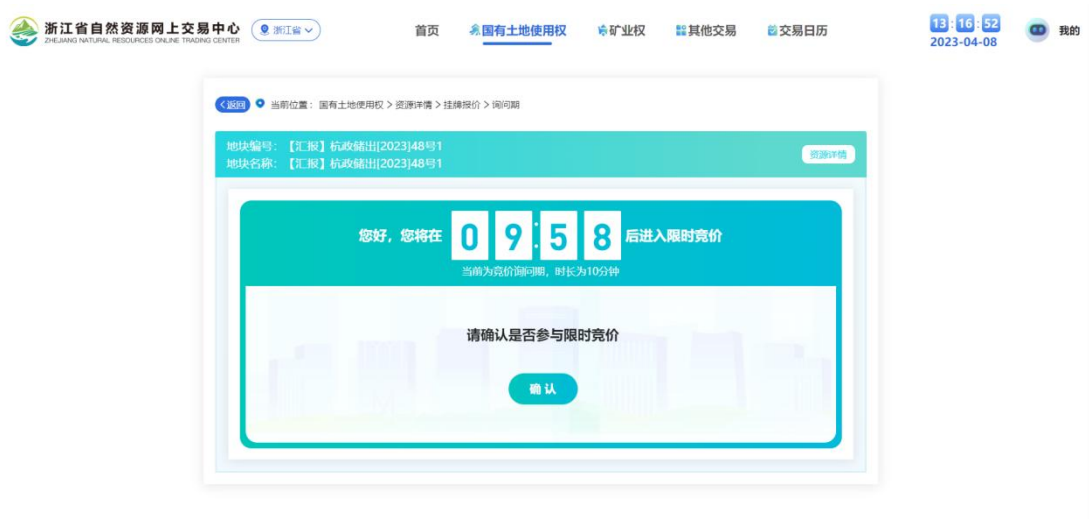 浙江省自然资源网上交易中心
ZHEJIANG NATURAL RESOURCES ONLINE TRADING CENTER
浙江省
首页
国有土地使用权
矿业权
其他交易
交易日历
13:16:52
2023-04-08
我的
返回
当前位置：国有土地使用权 > 资源详情 > 挂牌报价 > 询问期
地块编号：【汇报】杭政储出[2023]48号1
地块名称：【汇报】杭政储出[2023]48号1
资源详情
您好，您将在 09:58 后进入限时竞价
当前为竞价询问期，时长为10分钟
请确认是否参与限时竞价
确认